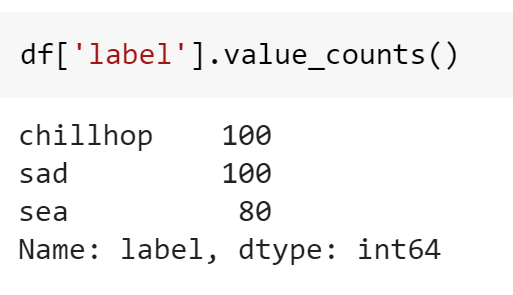 df['label'].value_counts()
chillhop    100
sad         100
sea          80
Name: label, dtype: int64